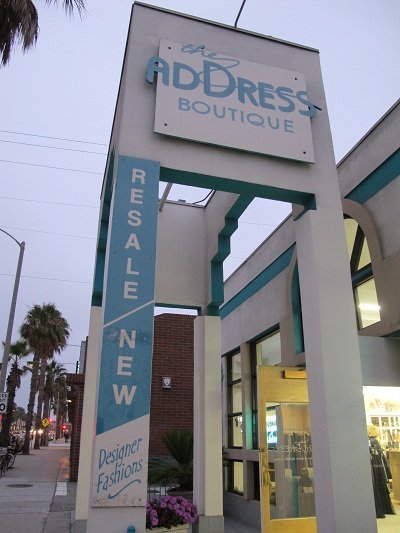 the
ADDRESS
BOUTIQUE
RESALE
NEW
Designer
Fashions